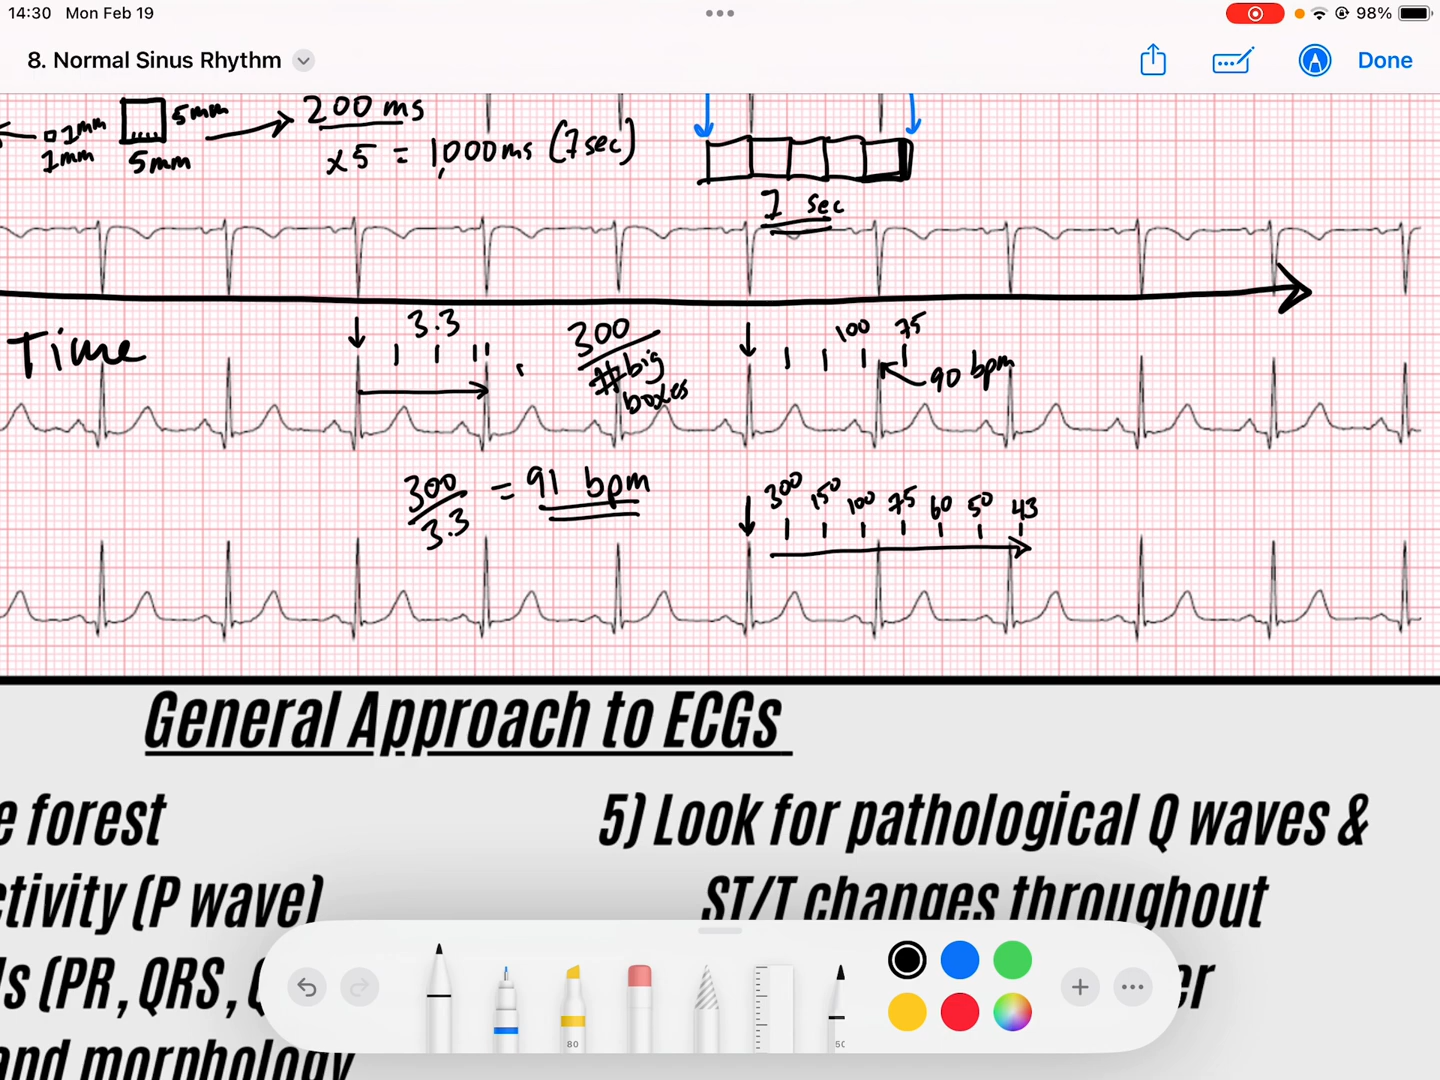 14:30 Mon Feb 19
98%
8. Normal Sinus Rhythm
Done
1mm
1mm
5mm
5mm
200 ms
x5 = 1,000ms (1sec)
1 sec
Time
3.3
300
#big
boxes
100 75
90 bpm
300
3.3
= 91 bpm
300 150 100 75 60 50 43
General Approach to ECGs
e forest
5) Look for pathological Q waves &
ctivity (P wave)
ST/T changes throughout
ls (PR, QRS, Q
er
and morphology
80
50